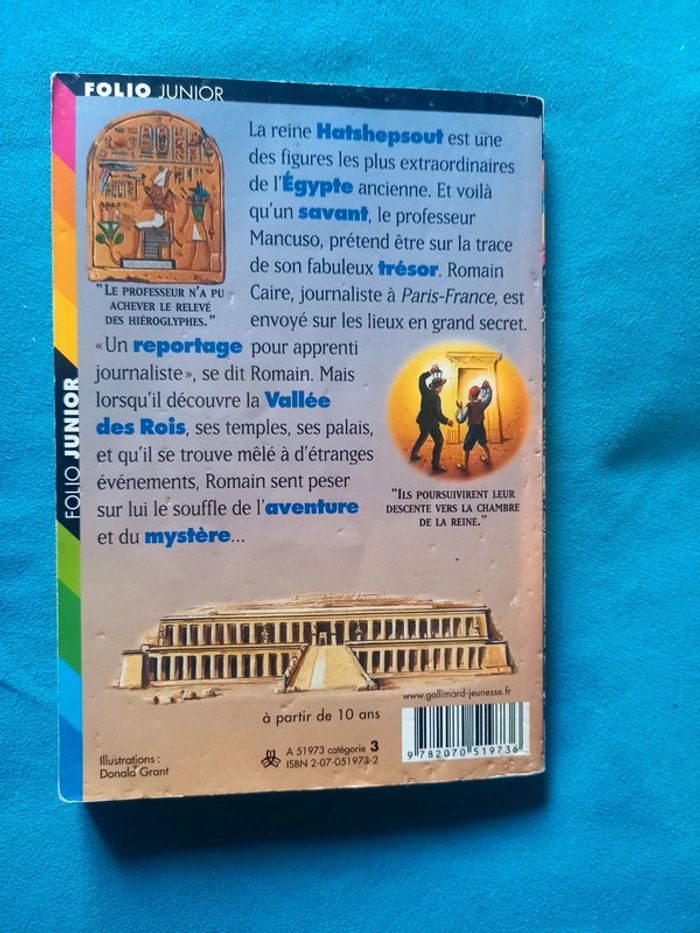 FOLIO JUNIOR
La reine Hatshepsout est une
des figures les plus extraordinaires
de l'Égypte ancienne. Et voilà
qu'un savant, le professeur
Mancuso, prétend être sur la trace
de son fabuleux trésor. Romain
Caire, journaliste à Paris-France, est
envoyé sur les lieux en grand secret.
« Un reportage pour apprenti
journaliste », se dit Romain. Mais
lorsqu'il découvre la Vallée
des Rois, ses temples, ses palais,
et qu'il se trouve mêlé à d'étranges
événements, Romain sent peser
sur lui le souffle de l'aventure
et du mystère...
"LE PROFESSEUR N'A PU
ACHEVER LE RELEVÉ
DES HIÉROGLYPHES."
"ILS POURSUIVIRENT LEUR
DESCENTE VERS LA CHAMBRE
DE LA REINE."
FOLIO JUNIOR
www.gallimard-jeunesse.fr
à partir de 10 ans
Illustrations :
Donald Grant
A 51973 catégorie 3
ISBN 2-07-051973-2
9 782070 519736